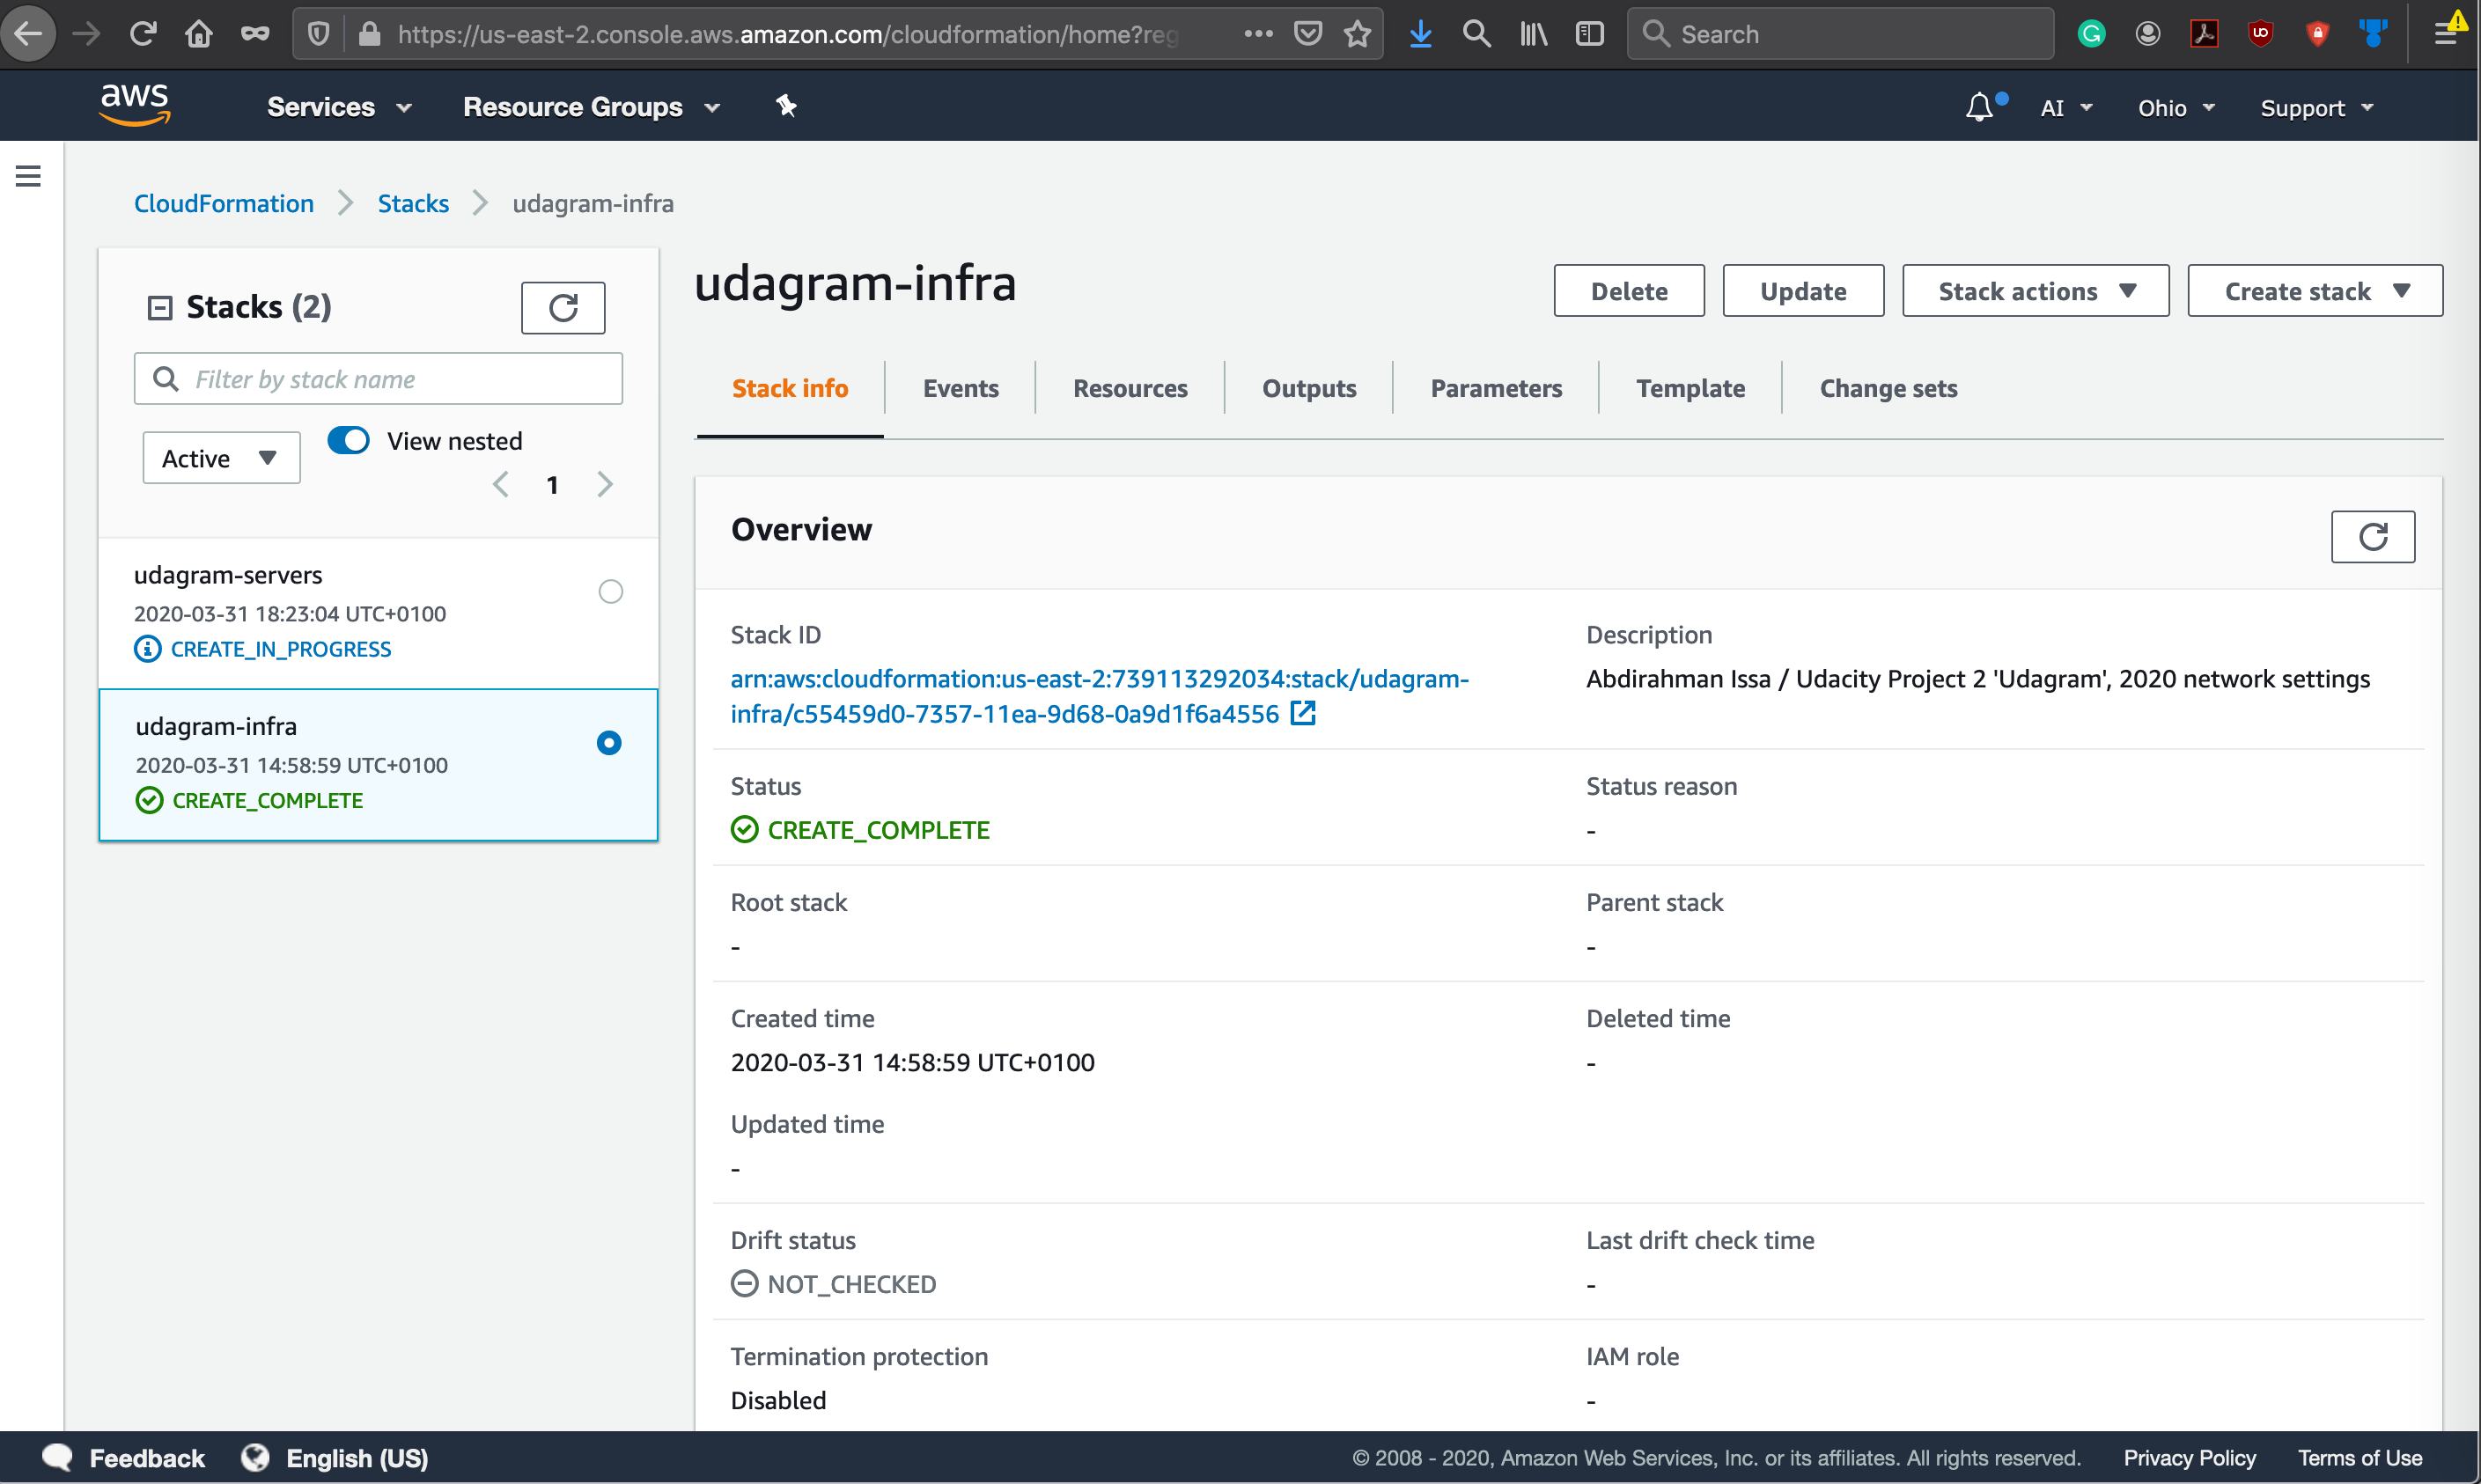 https://us-east-2.console.aws.amazon.com/cloudformation/home?reg
Search
aws
Services
Resource Groups
AI
Ohio
Support
CloudFormation
Stacks
udagram-infra
Stacks (2)
Filter by stack name
Active
View nested
1
udagram-servers
2020-03-31 18:23:04 UTC+0100
CREATE_IN_PROGRESS
udagram-infra
2020-03-31 14:58:59 UTC+0100
CREATE_COMPLETE
udagram-infra
Delete
Update
Stack actions
Create stack
Stack info
Events
Resources
Outputs
Parameters
Template
Change sets
Overview
Stack ID
arn:aws:cloudformation:us-east-2:739113292034:stack/udagram-
infra/c55459d0-7357-11ea-9d68-0a9d1f6a4556
Description
Abdirahman Issa / Udacity Project 2 'Udagram', 2020 network settings
Status
CREATE_COMPLETE
Status reason
-
Root stack
-
Parent stack
-
Created time
2020-03-31 14:58:59 UTC+0100
Deleted time
-
Updated time
-
Drift status
NOT_CHECKED
Last drift check time
-
Termination protection
Disabled
IAM role
-
Feedback
English (US)
© 2008 - 2020, Amazon Web Services, Inc. or its affiliates. All rights reserved.
Privacy Policy
Terms of Use